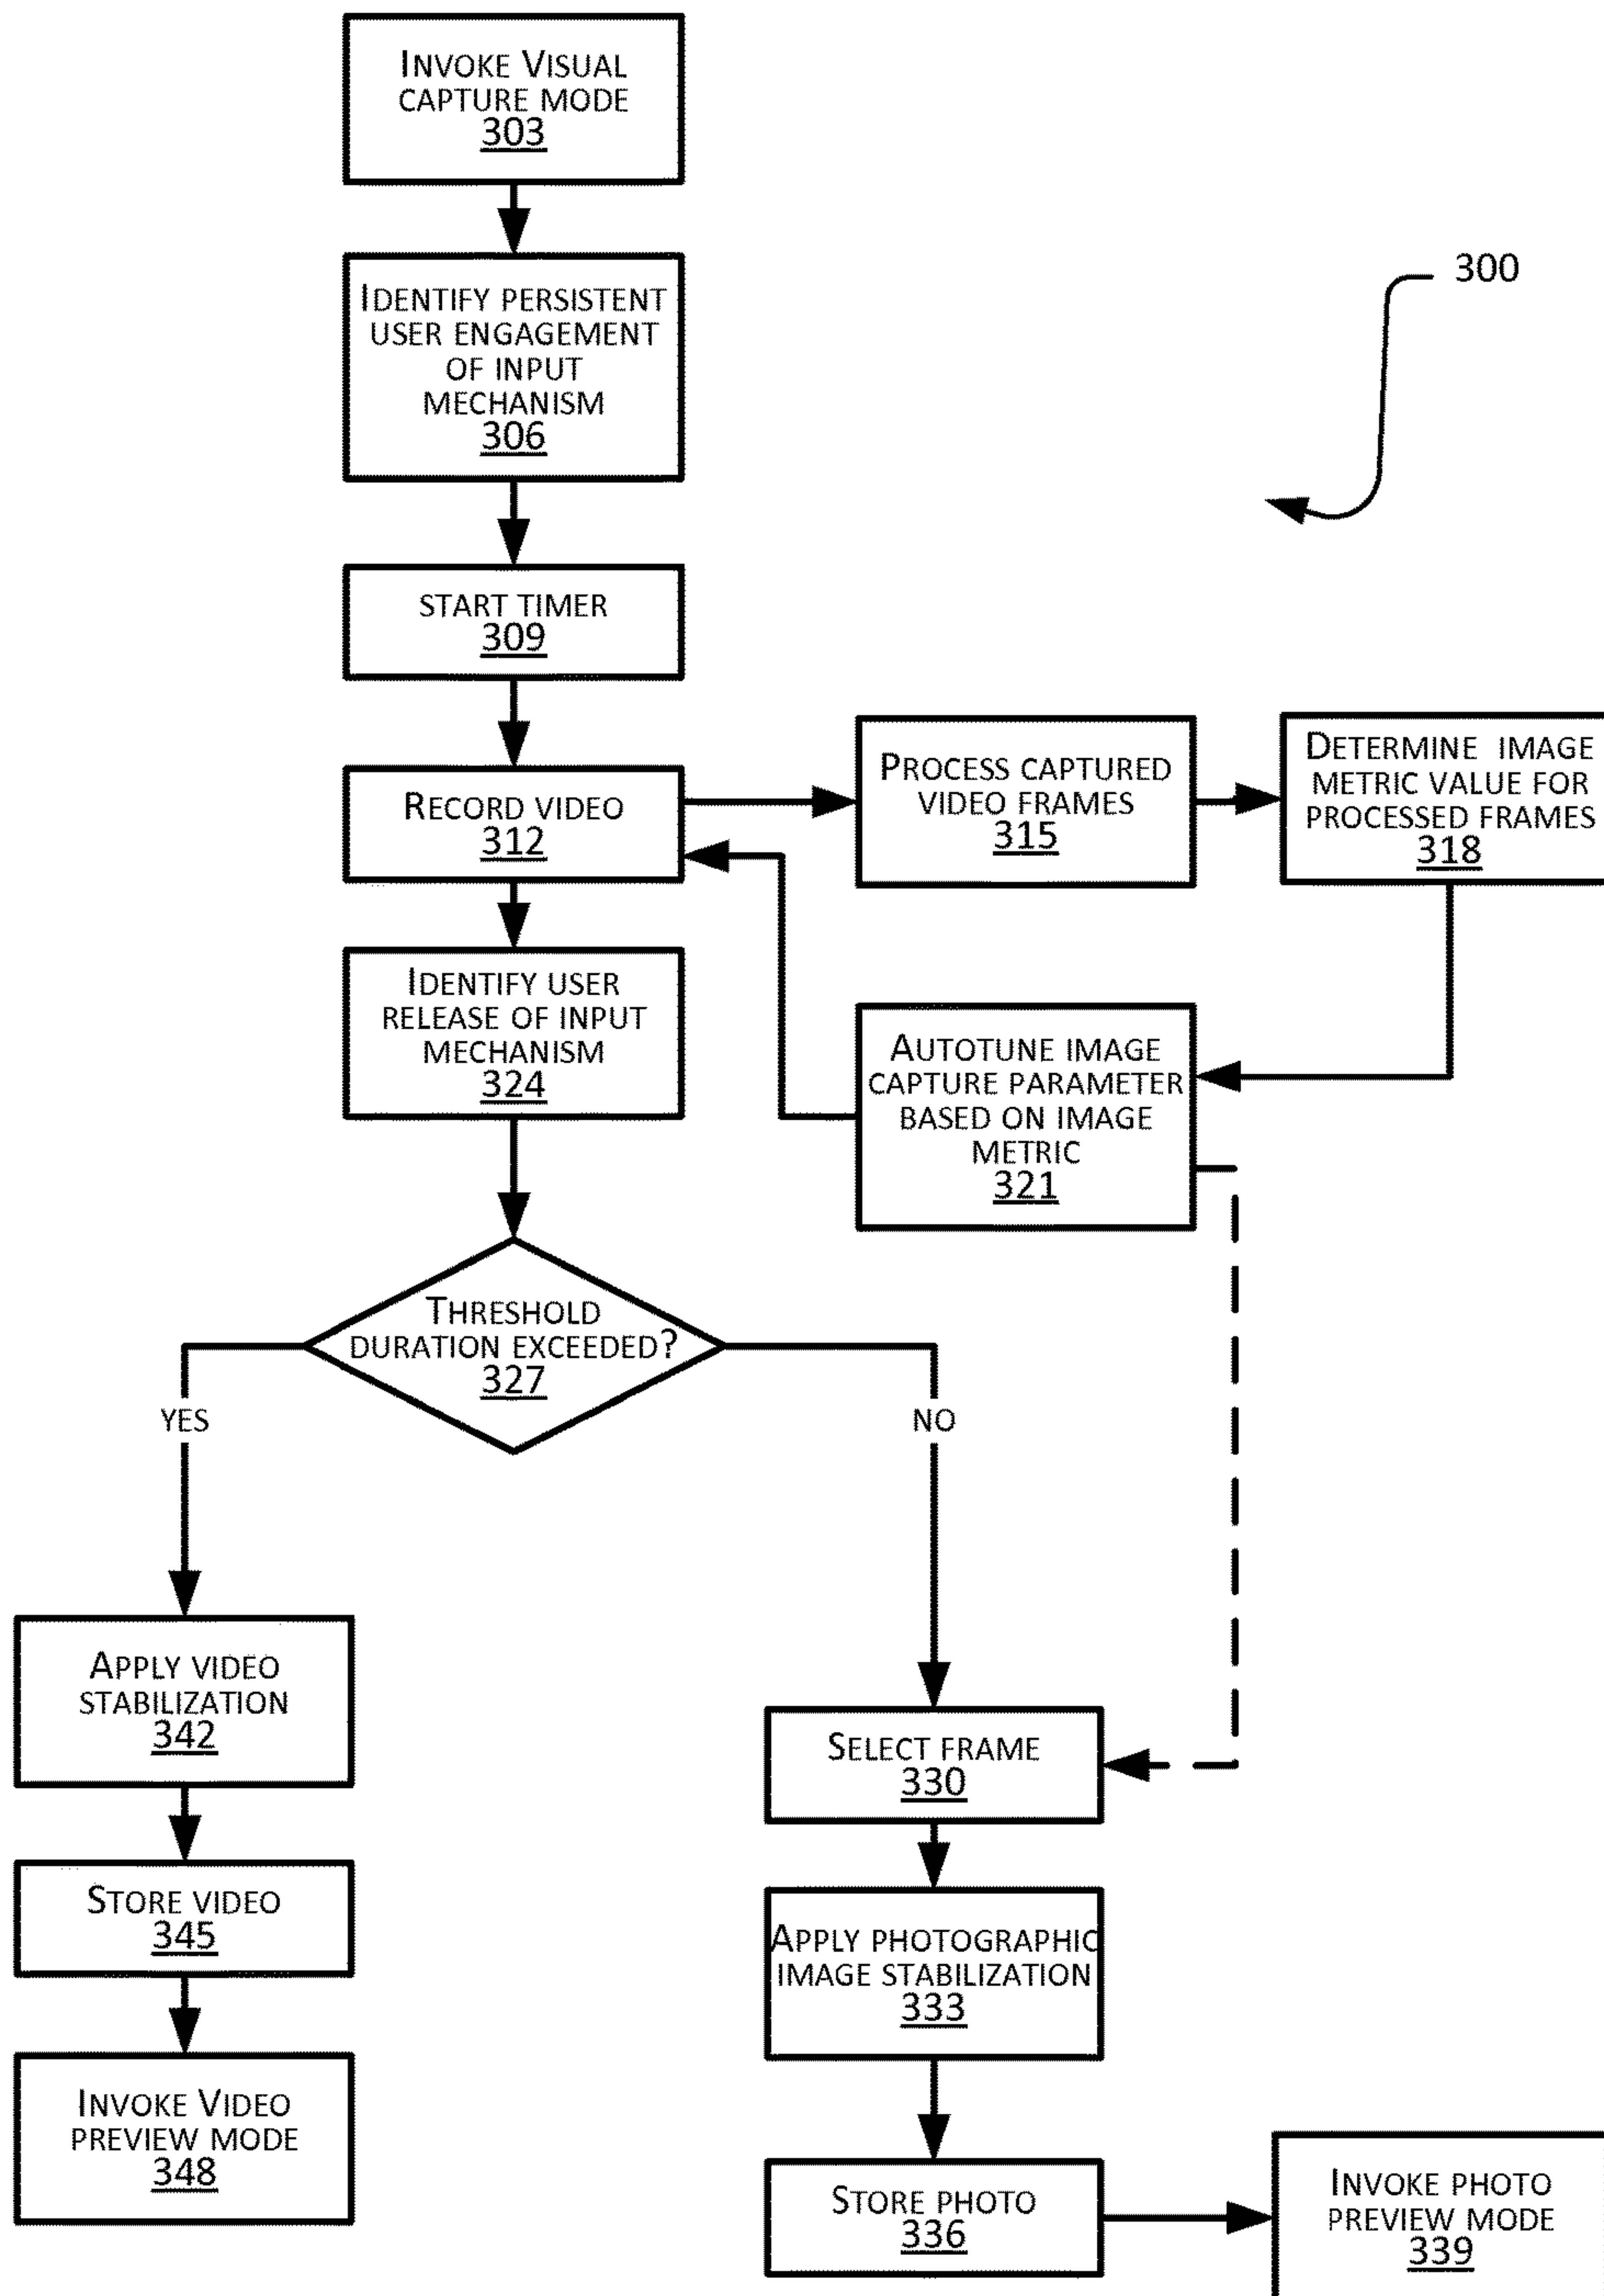 INVOKE VISUAL
CAPTURE MODE
303
IDENTIFY PERSISTENT
USER ENGAGEMENT
OF INPUT
MECHANISM
306
300
START TIMER
309
RECORD VIDEO
312
PROCESS CAPTURED
VIDEO FRAMES
315
DETERMINE IMAGE
METRIC VALUE FOR
PROCESSED FRAMES
318
IDENTIFY USER
RELEASE OF INPUT
MECHANISM
324
AUTOTUNE IMAGE
CAPTURE PARAMETER
BASED ON IMAGE
METRIC
321
THRESHOLD
DURATION EXCEEDED?
327
YES
NO
APPLY VIDEO
STABILIZATION
342
STORE VIDEO
345
INVOKE VIDEO
PREVIEW MODE
348
SELECT FRAME
330
APPLY PHOTOGRAPHIC
IMAGE STABILIZATION
333
STORE PHOTO
336
INVOKE PHOTO
PREVIEW MODE
339